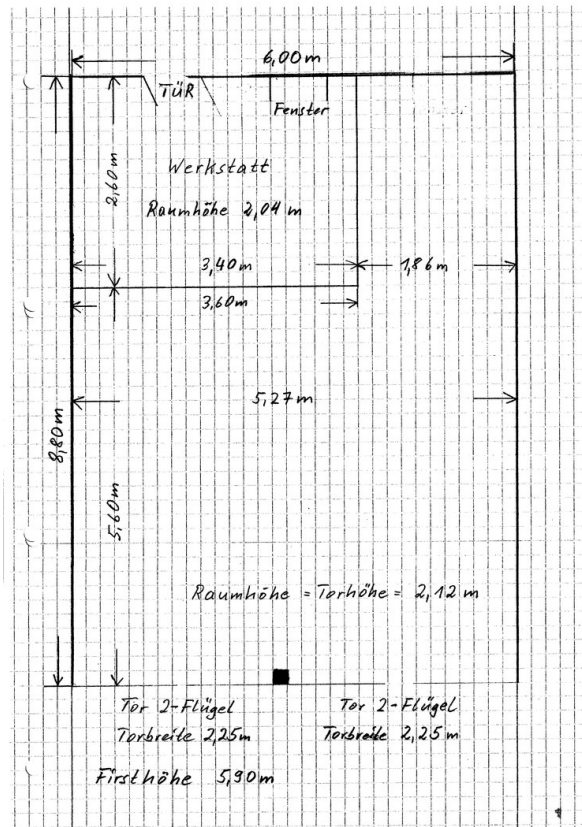 6,00m
TÜR
Fenster
2,60m
Werkstatt
Raumhöhe 2,04 m
3,40m
1,86m
3,60m
5,27m
8,80m
5,60m
Raumhöhe = Torhöhe = 2,12 m
Tor 2-Flügel
Torbreite 2,25m
Tor 2-Flügel
Torbreite 2,25m
Firsthöhe 5,90m